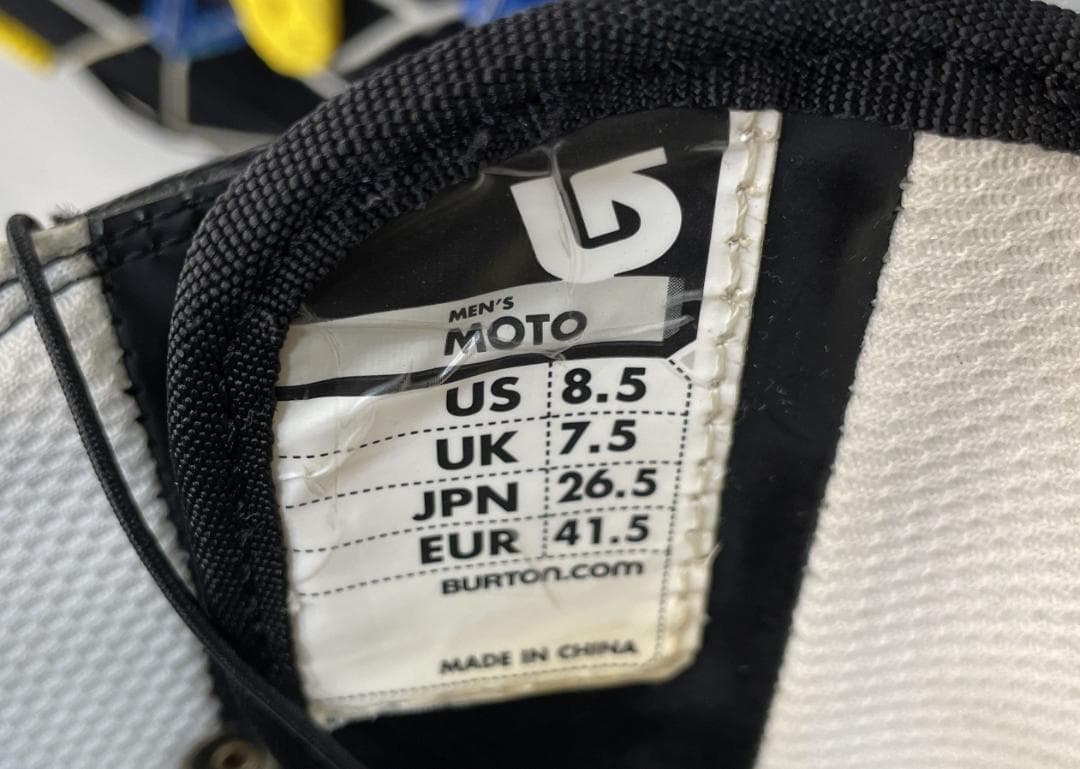 MEN'S
MOTO
US 8.5
UK 7.5
JPN 26.5
EUR 41.5
BURTON.com
MADE IN CHINA